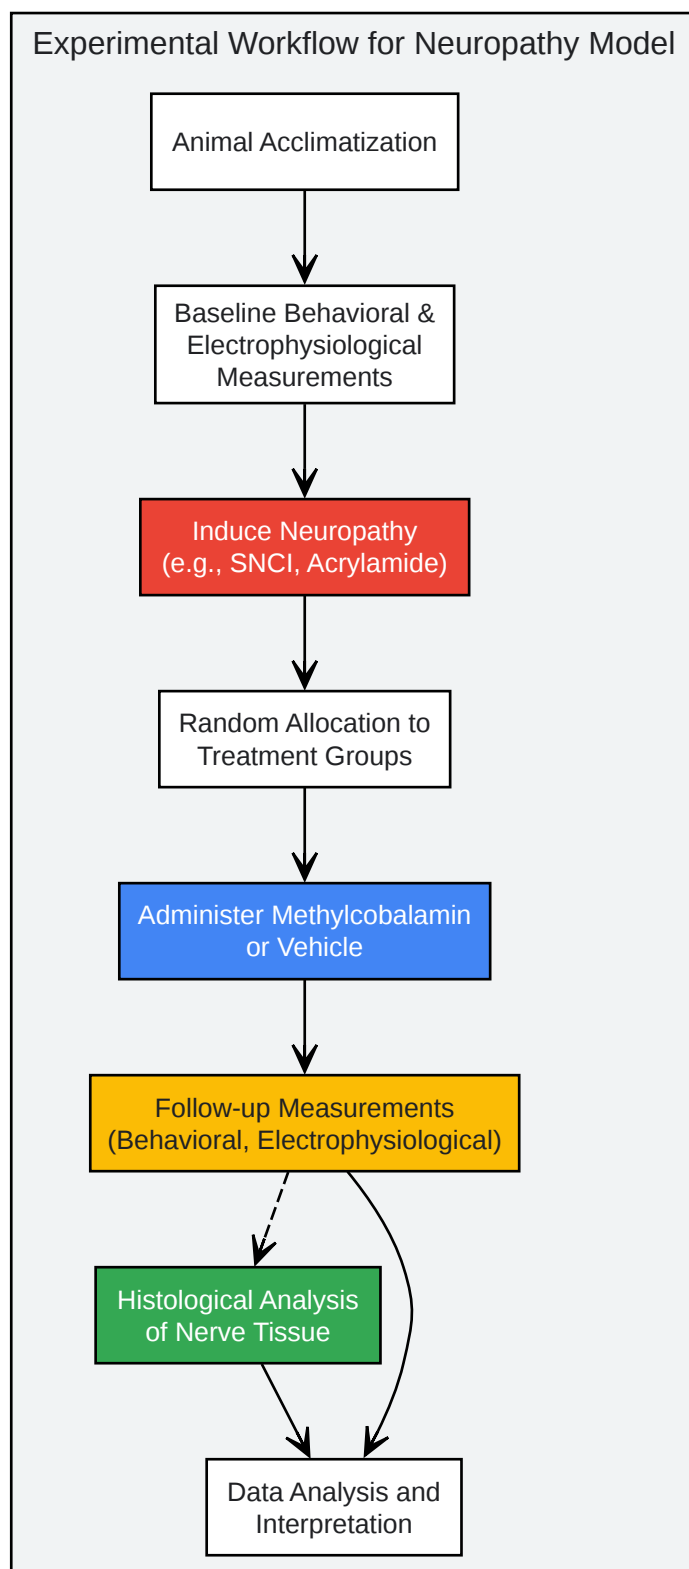 Experimental Workflow for Neuropathy Model
Animal Acclimatization
Baseline Behavioral &
Electrophysiological
Measurements
Induce Neuropathy
(e.g., SNCI, Acrylamide)
Random Allocation to
Treatment Groups
Administer Methylcobalamin
or Vehicle
Follow-up Measurements
(Behavioral, Electrophysiological)
Histological Analysis
of Nerve Tissue
Data Analysis and
Interpretation